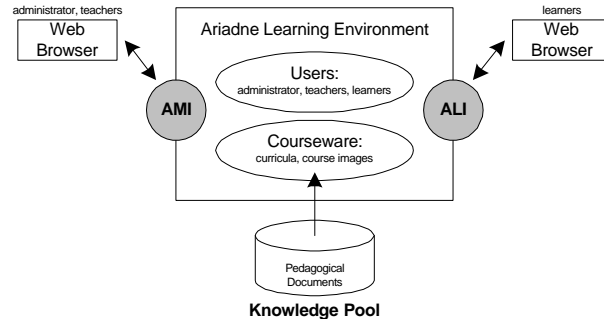 administrator, teachers
Web
Browser
Ariadne Learning Environment
learners
Web
Browser
Users:
administrator, teachers, learners
AMI
ALI
Courseware:
curricula, course images
Pedagogical
Documents
Knowledge Pool